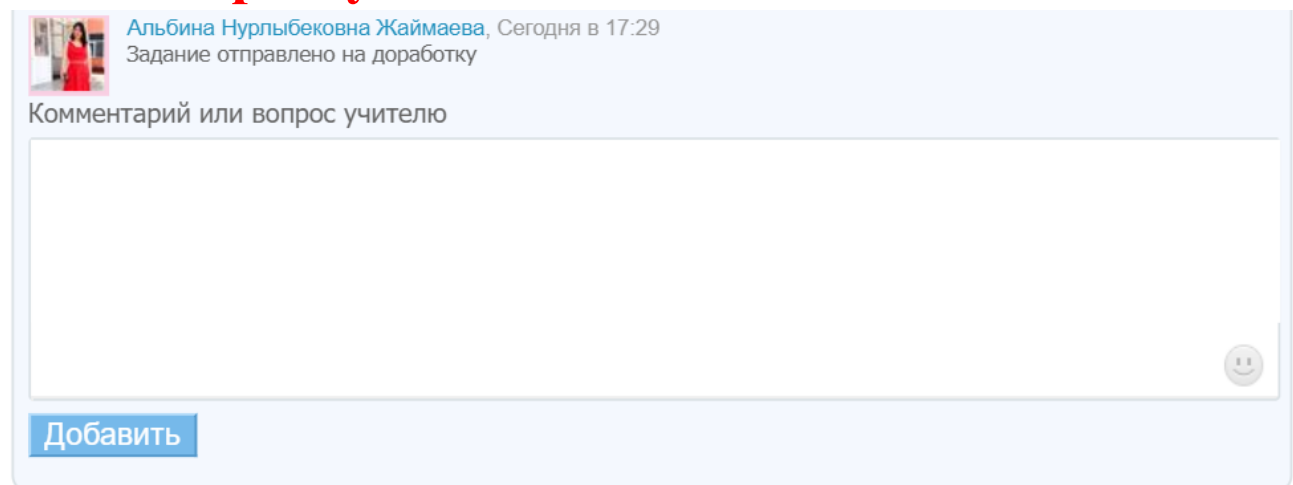 Альбина Нурлыбековна Жаймаева, Сегодня в 17:29
Задание отправлено на доработку
Комментарий или вопрос учителю
Добавить